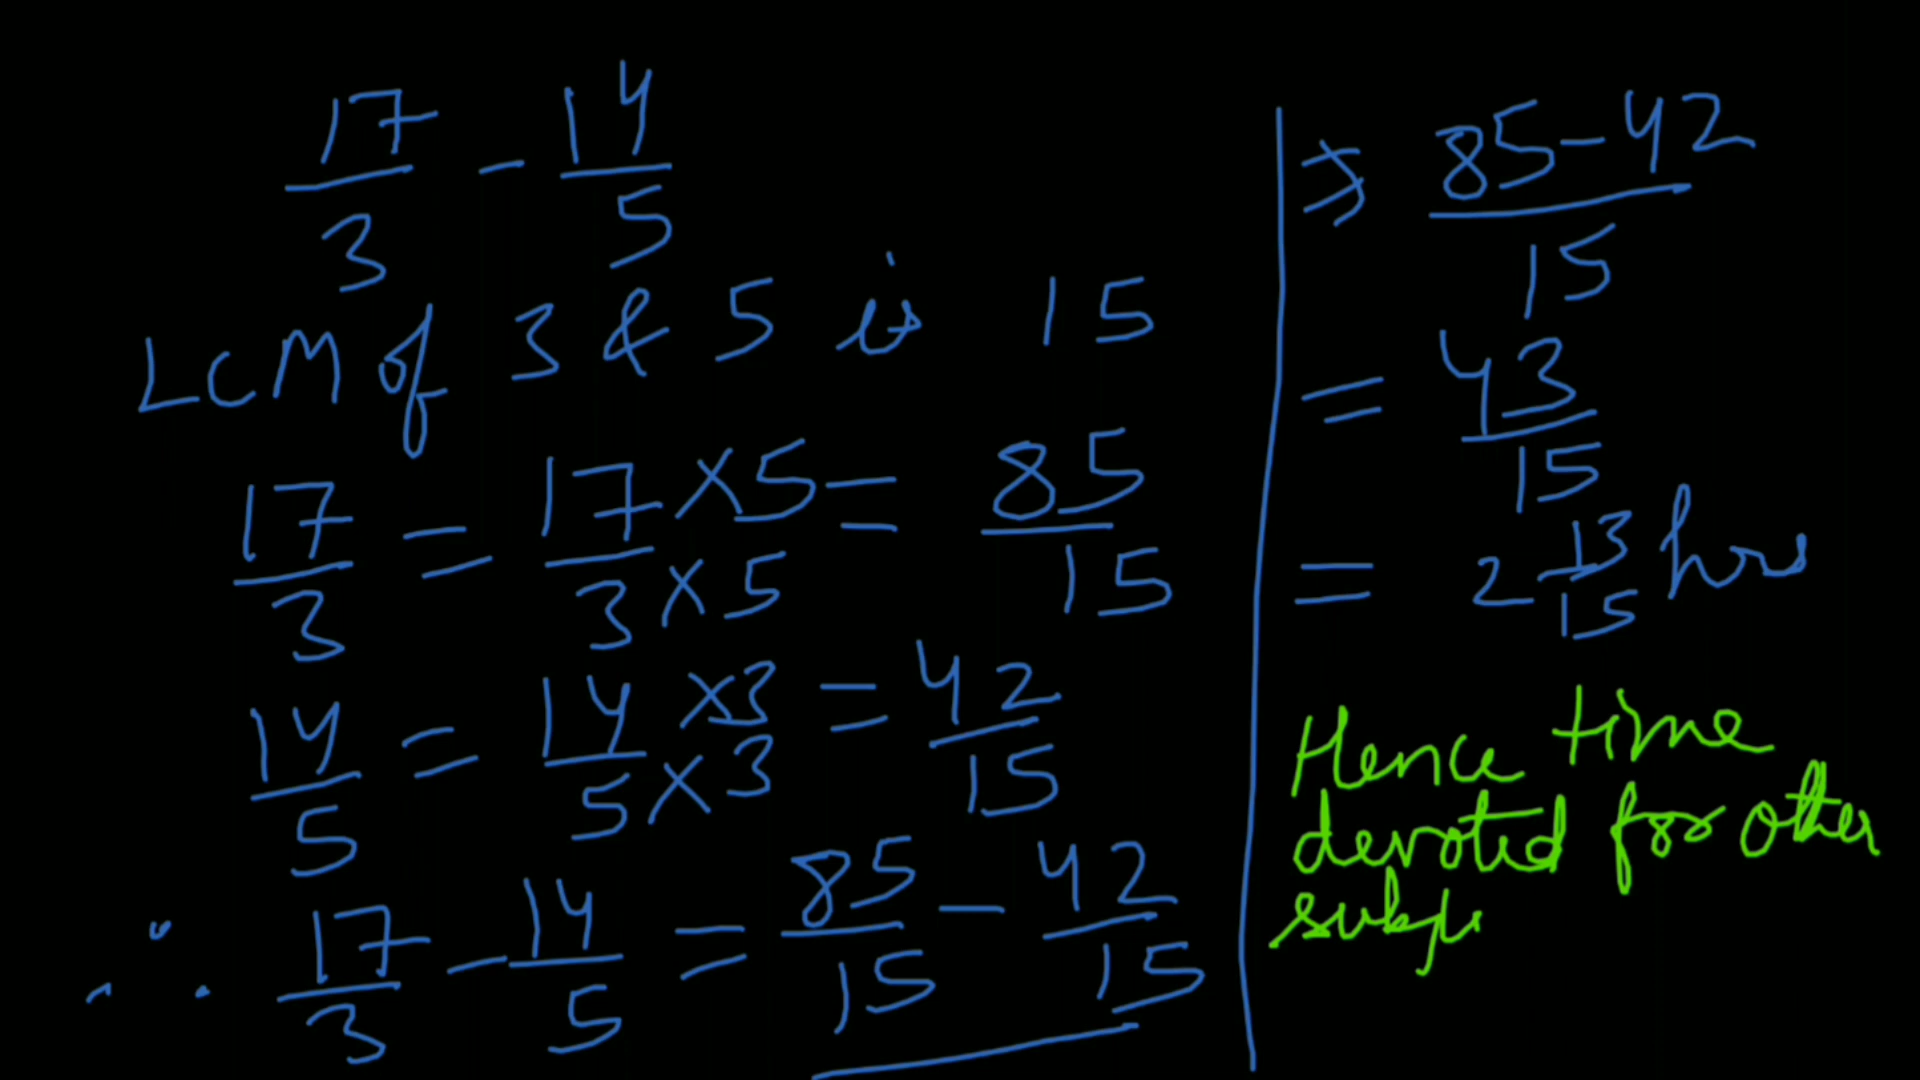 17/3 - 14/5
LCM of 3 & 5 is 15
17/3 = 17×5/3×5 = 85/15
14/5 = 14×3/5×3 = 42/15
∴ 17/3 - 14/5 = 85/15 - 42/15
⇒ 85-42/15
= 43/15
= 2 13/15 hrs
Hence time
devoted for other